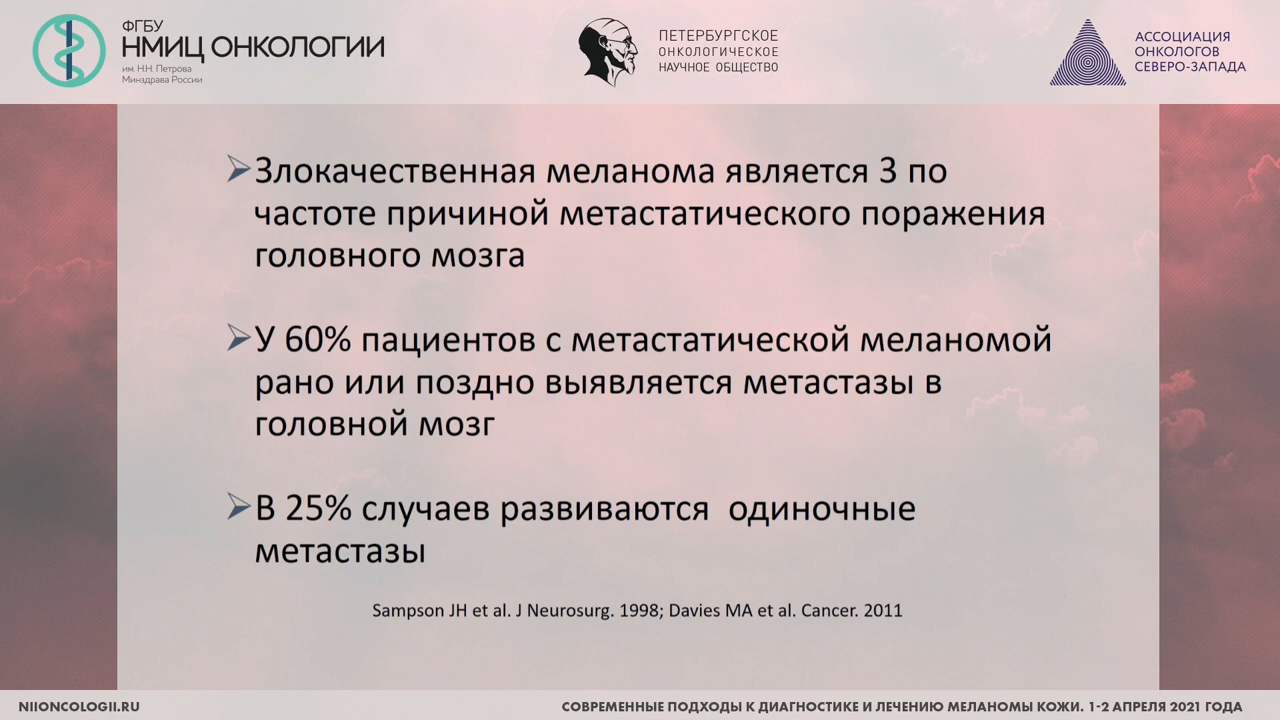 ФГБУ
НМИЦ ОНКОЛОГИИ
им. Н.Н. Петрова
Минздрава России
ПЕТЕРБУРГСКОЕ
ОНКОЛОГИЧЕСКОЕ
НАУЧНОЕ ОБЩЕСТВО
АССОЦИАЦИЯ
ОНКОЛОГОВ
СЕВЕРО-ЗАПАДА
Злокачественная меланома является 3 по
частоте причиной метастатического поражения
головного мозга
У 60% пациентов с метастатической меланомой
рано или поздно выявляется метастазы в
головной мозг
В 25% случаев развиваются одиночные
метастазы
Sampson JH et al. J Neurosurg. 1998; Davies MA et al. Cancer. 2011
NIIONCOLOGII.RU
СОВРЕМЕННЫЕ ПОДХОДЫ К ДИАГНОСТИКЕ И ЛЕЧЕНИЮ МЕЛАНОМЫ КОЖИ. 1-2 АПРЕЛЯ 2021 ГОДА